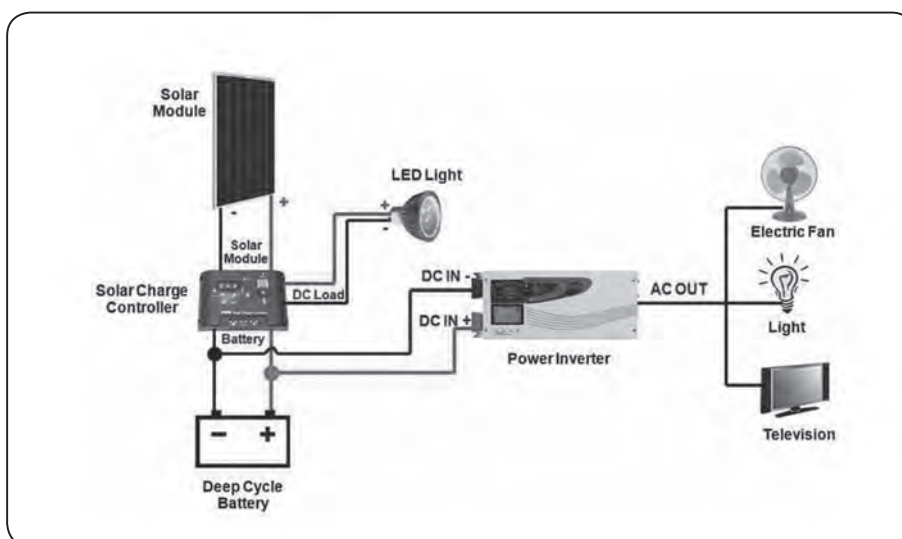 Solar
Module
-
+
LED Light
+
-
Solar
Module
Solar Charge
Controller
DC Load
Battery
DC IN -
DC IN +
AC OUT
Power Inverter
Electric Fan
Light
Television
− +
Deep Cycle
Battery